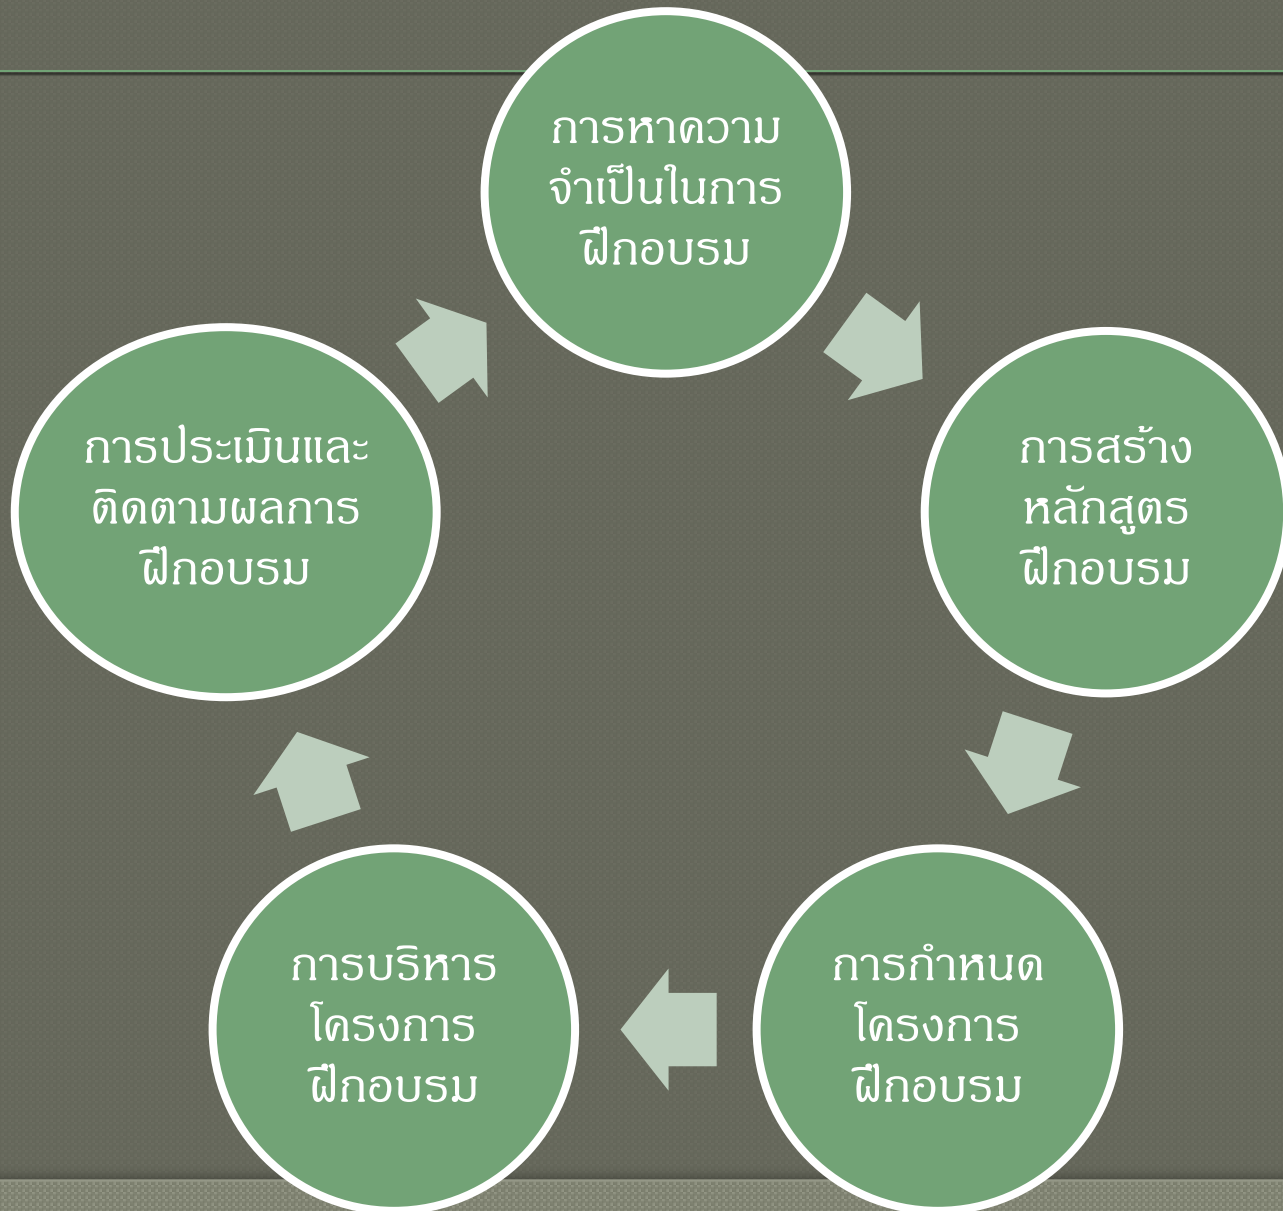 การหาความ
จำเป็นในการ
ฝึกอบรม
การสร้าง
หลักสูตร
ฝึกอบรม
การกำหนด
โครงการ
ฝึกอบรม
การบริหาร
โครงการ
ฝึกอบรม
การประเมินและ
ติดตามผลการ
ฝึกอบรม